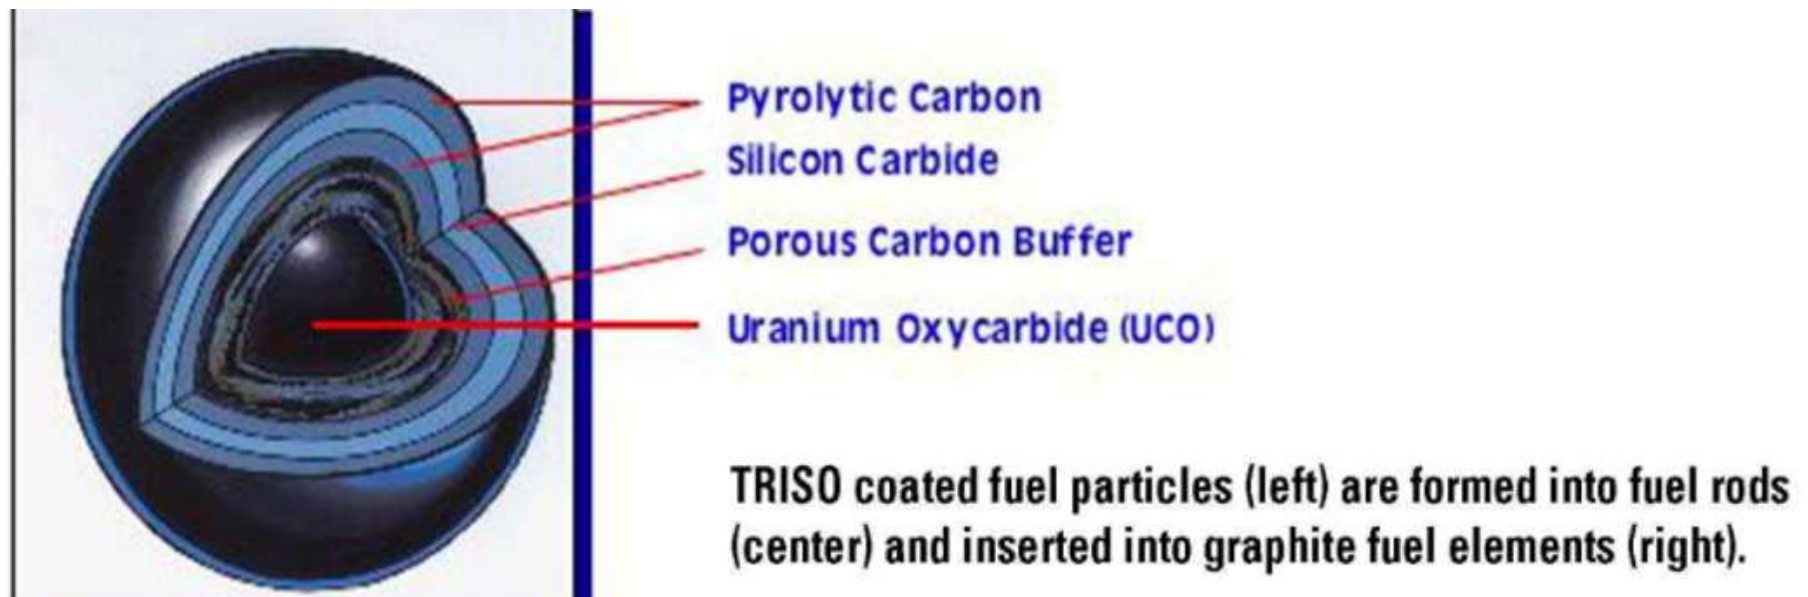 Pyrolytic Carbon
Silicon Carbide
Porous Carbon Buffer
Uranium Oxycarbide (UCO)
TRISO coated fuel particles (left) are formed into fuel rods
(center) and inserted into graphite fuel elements (right).